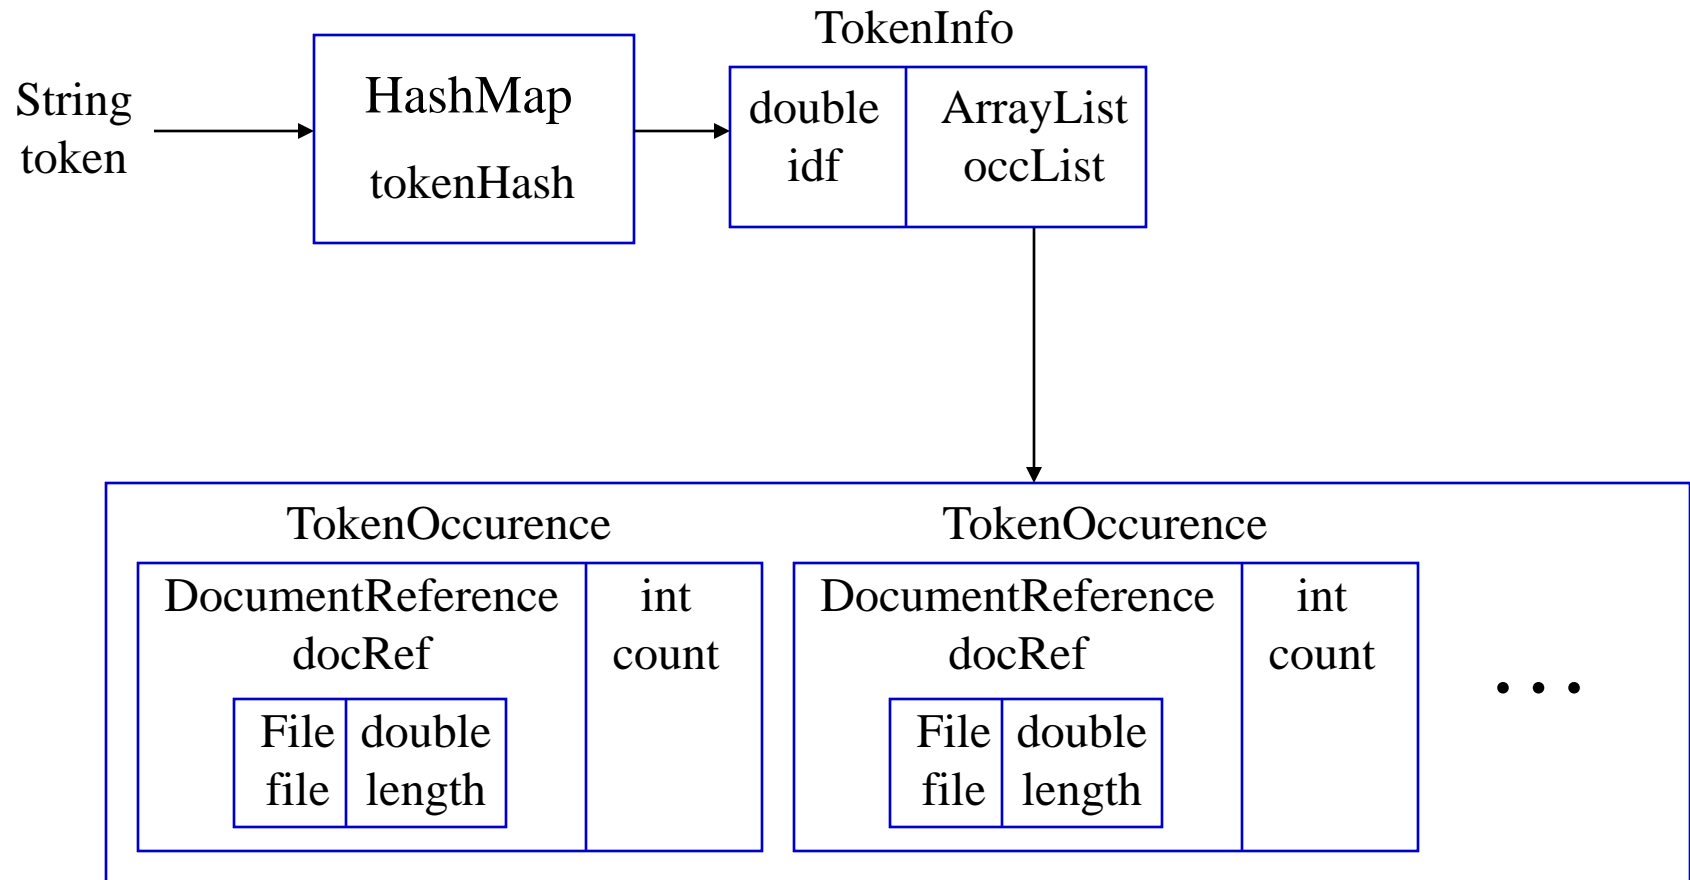 TokenInfo
String
token
HashMap
tokenHash
double
idf
ArrayList
occList
TokenOccurence
DocumentReference
docRef
File
file
double
length
int
count
TokenOccurence
DocumentReference
docRef
File
file
double
length
int
count
...